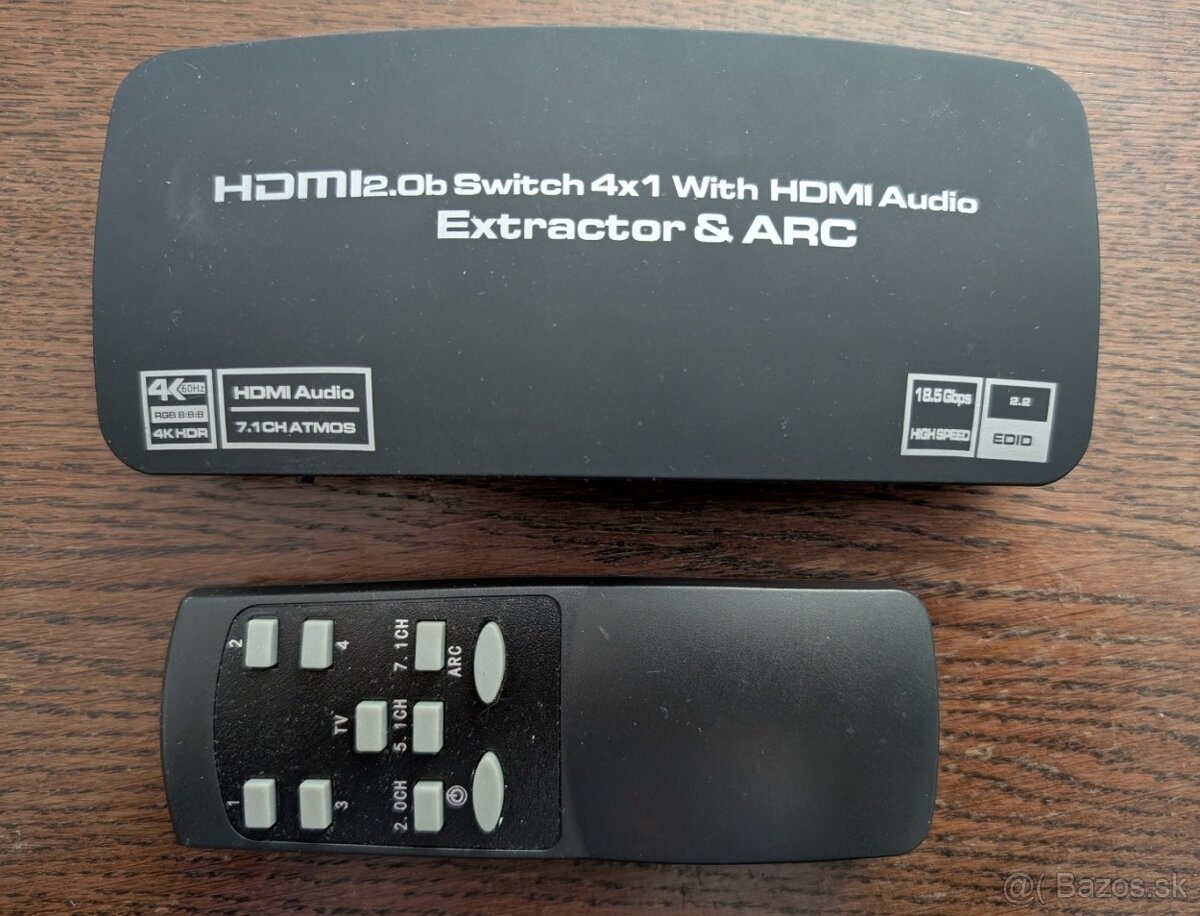 HDMI2.0b Switch 4x1 With HDMI Audio
Extractor & ARC
4K 60Hz
RGB 8:8:8
4K HDR
HDMI Audio
7.1CH ATMOS
18.5 Gbps
HIGH SPEED
2.2
EDID
2
4
7.1CH
ARC
TV
5.1CH
1
3
2.0CH
@( Bazos.sk